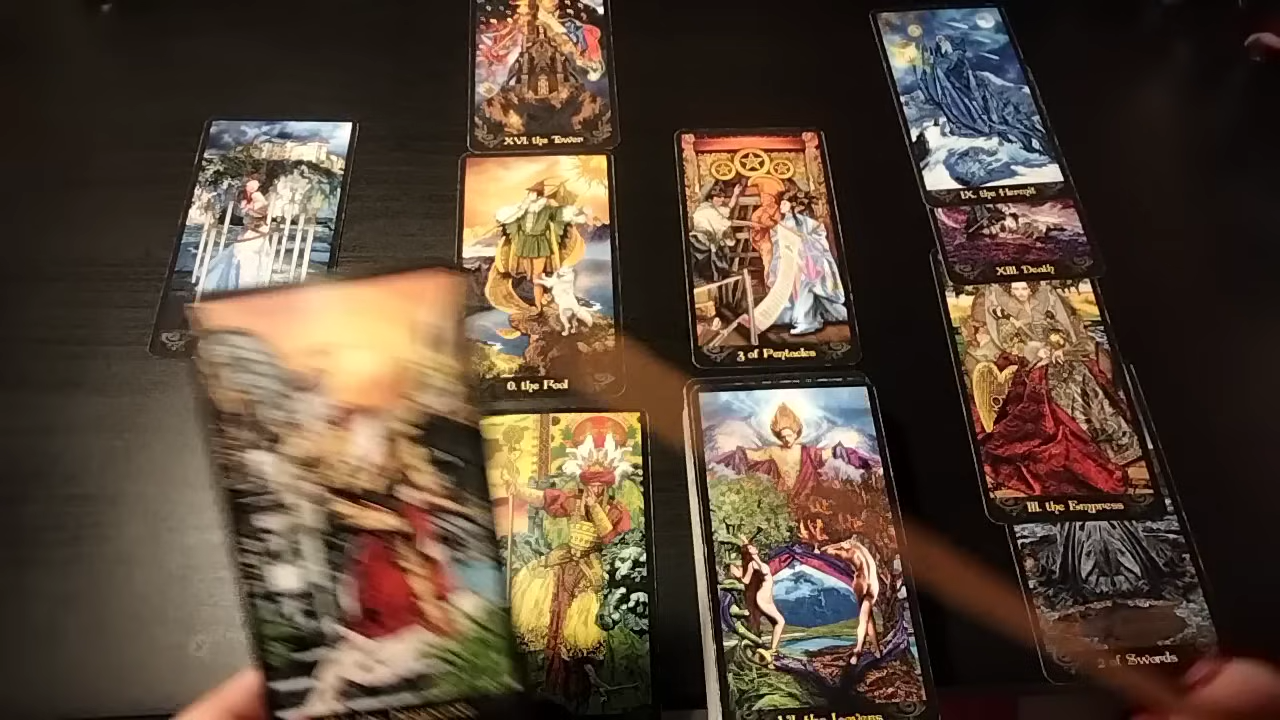 XVI. the Tower
IX. the Hermit
XIII. Death
3 of Pentacles
0. the Fool
III. the Empress
2 of Swords